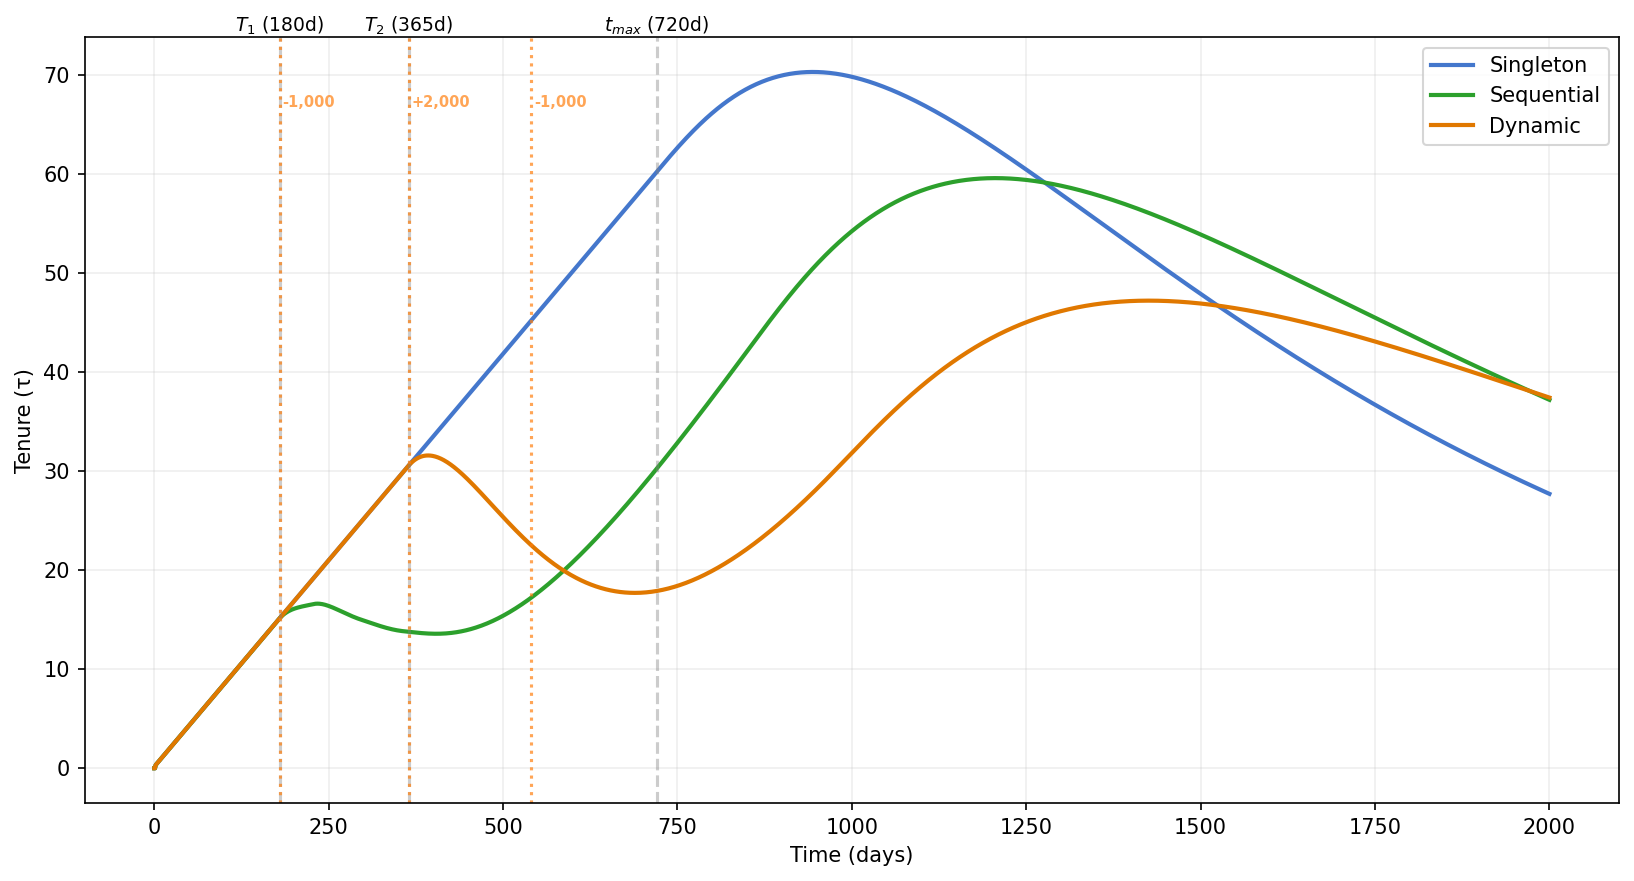 T₁ (180d) T₂ (365d) tₘₐₓ (720d)
-1,000 +2,000 -1,000
Singleton
Sequential
Dynamic
70
60
50
40
30
20
10
0
Tenure (τ)
0 250 500 750 1000 1250 1500 1750 2000
Time (days)